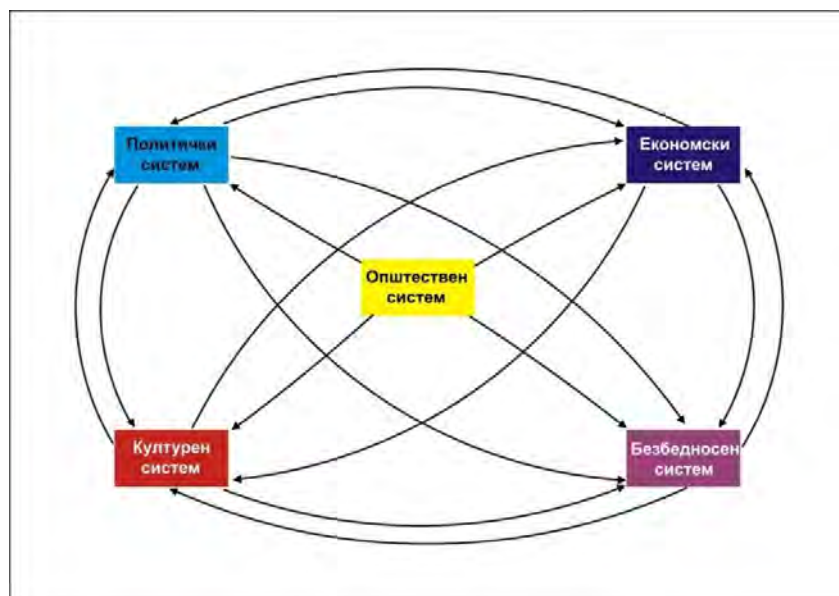 Политички
систем
Економски
систем
Општествен
систем
Културен
систем
Безбедносен
систем